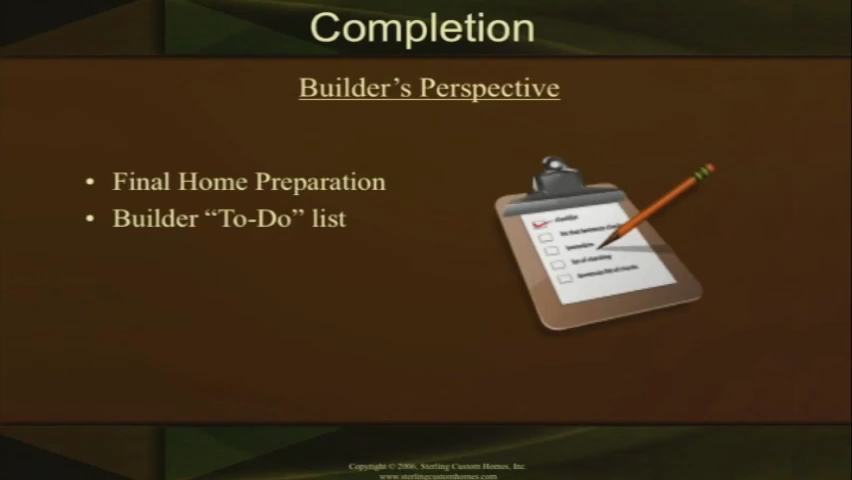 Completion
Builder’s Perspective
• Final Home Preparation
• Builder “To-Do” list
checklist
Copyright © 2006, Sterling Custom Homes, Inc.
www.sterlingcustomhomes.com